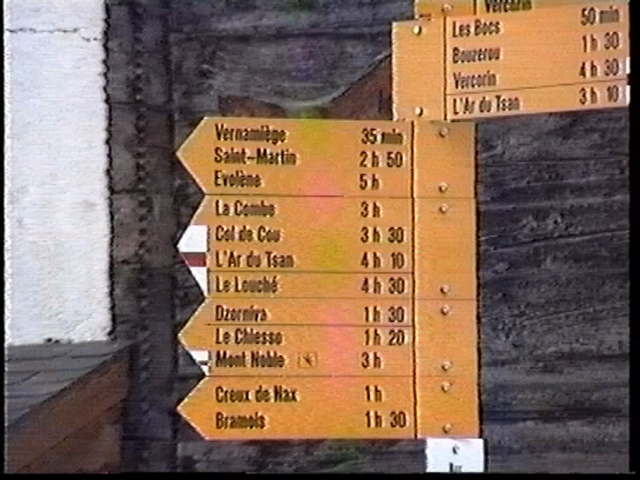 Vercorin
Les Bocs 50 min
Bouzerou 1 h 30
Vercorin 4 h 30
L'Ar du Tsan 3 h 10
Vernamiège 35 min
Saint-Martin 2 h 50
Evolène 5 h
La Combe 3 h
Col de Cou 3 h 30
L'Ar du Tsan 4 h 10
Le Louché 4 h 30
Dzorniva 1 h 30
Le Chiesso 1 h 20
Mont Noble 3 h
Creux de Nax 1 h
Bramois 1 h 30